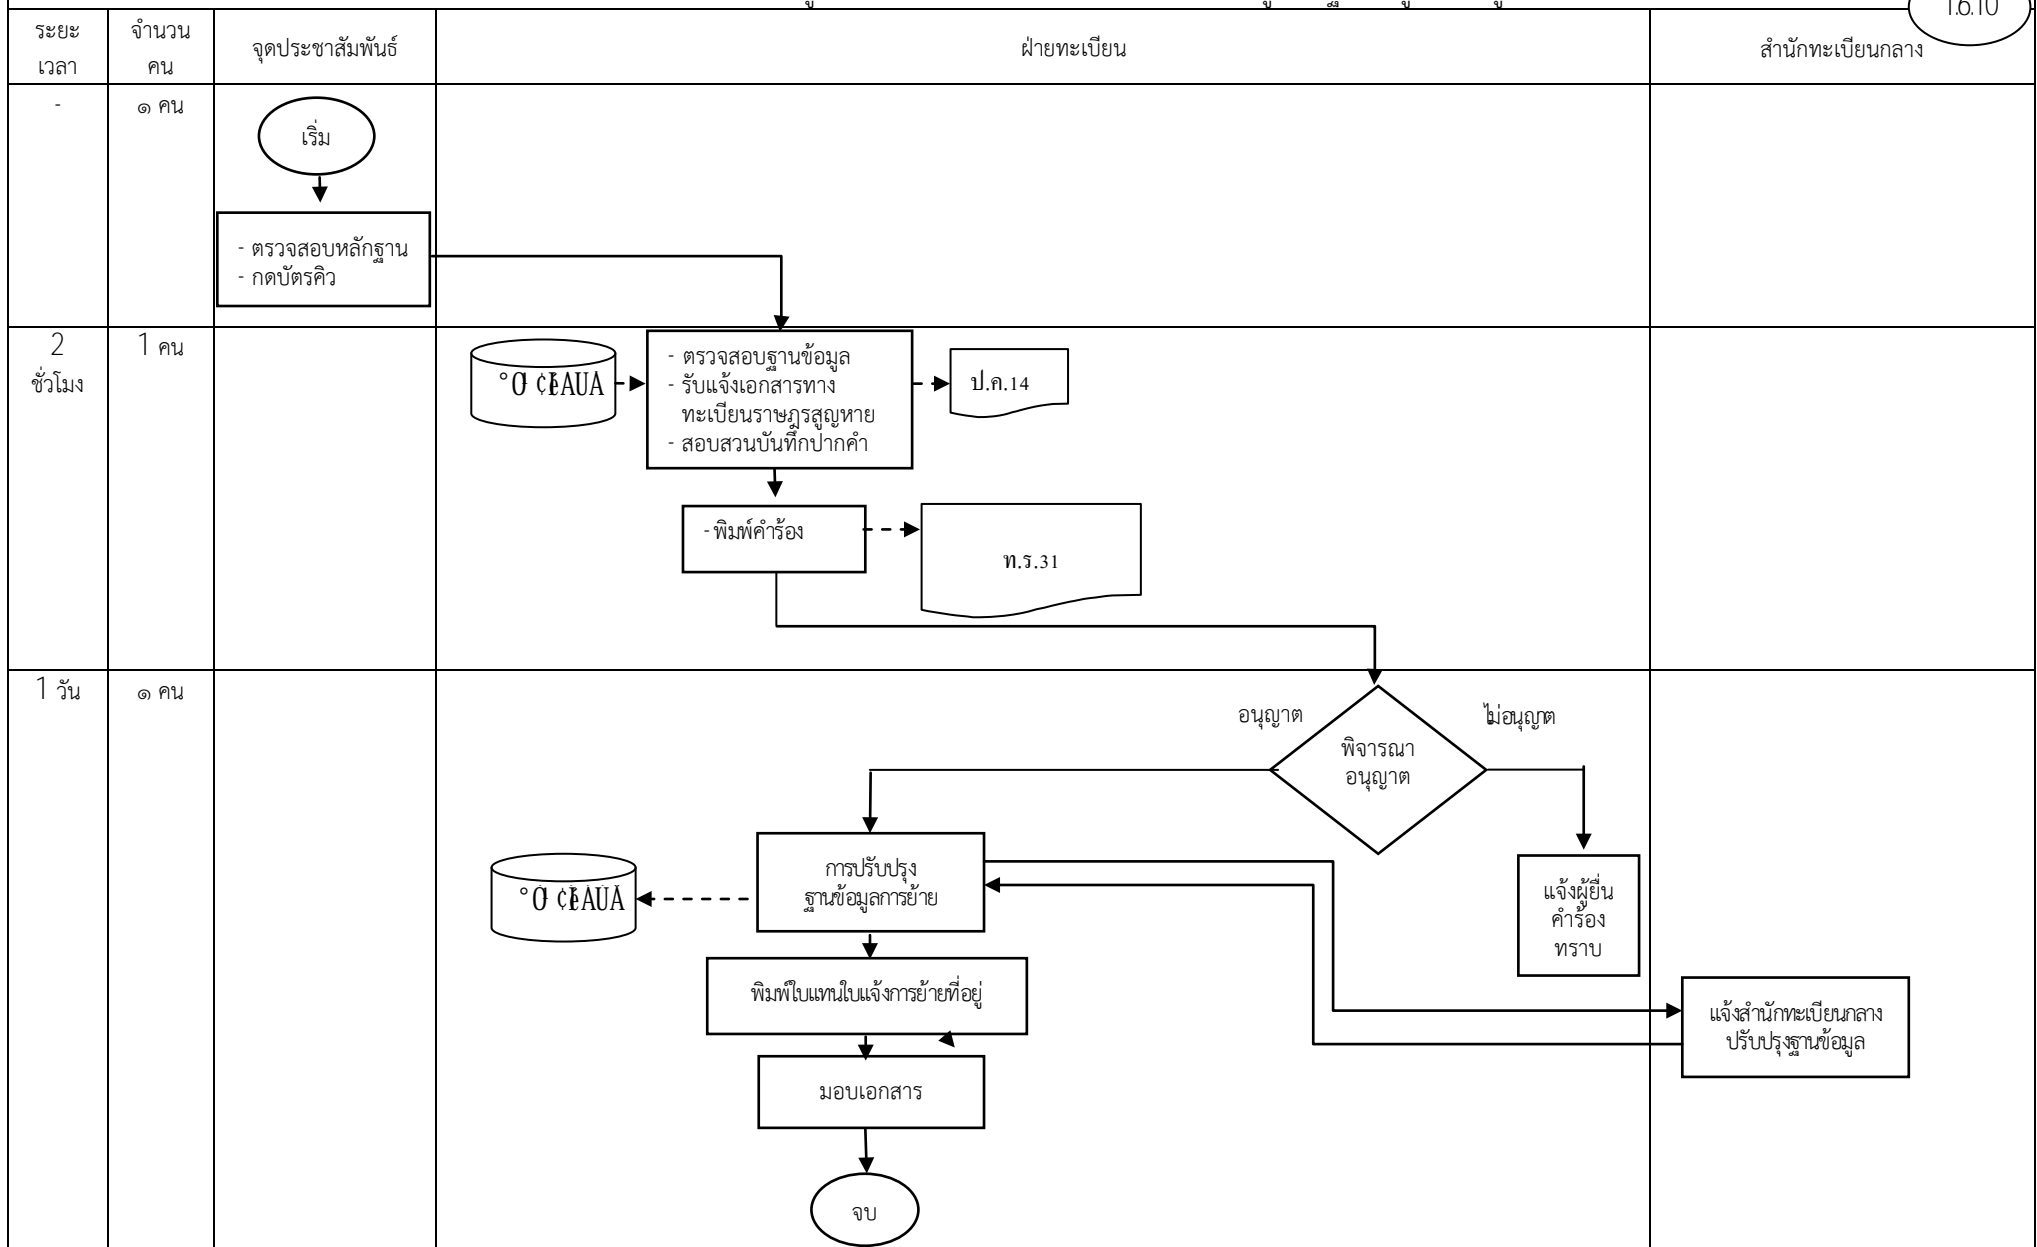 1.6.10
ระยะ
เวลา
จำนวน
คน
จุดประชาสัมพันธ์
ฝ่ายทะเบียน
สำนักทะเบียนกลาง
-
๑ คน
เริ่ม
- ตรวจสอบหลักฐาน
- กดบัตรคิว
2
ชั่วโมง
1 คน
- ตรวจสอบฐานข้อมูล
- รับแจ้งเอกสารทาง
ทะเบียนราษฎรสูญหาย
- สอบสวนบันทึกปากคำ
ป.ค.14
- พิมพ์คำร้อง
ท.ร.31
1 วัน
๑ คน
อนุญาต
ไม่อนุญาต
พิจารณา
อนุญาต
การปรับปรุง
ฐานข้อมูลการย้าย
แจ้งผู้ยื่น
คำร้อง
ทราบ
พิมพ์ใบแทนใบแจ้งการย้ายที่อยู่
แจ้งสำนักทะเบียนกลาง
ปรับปรุงฐานข้อมูล
มอบเอกสาร
จบ